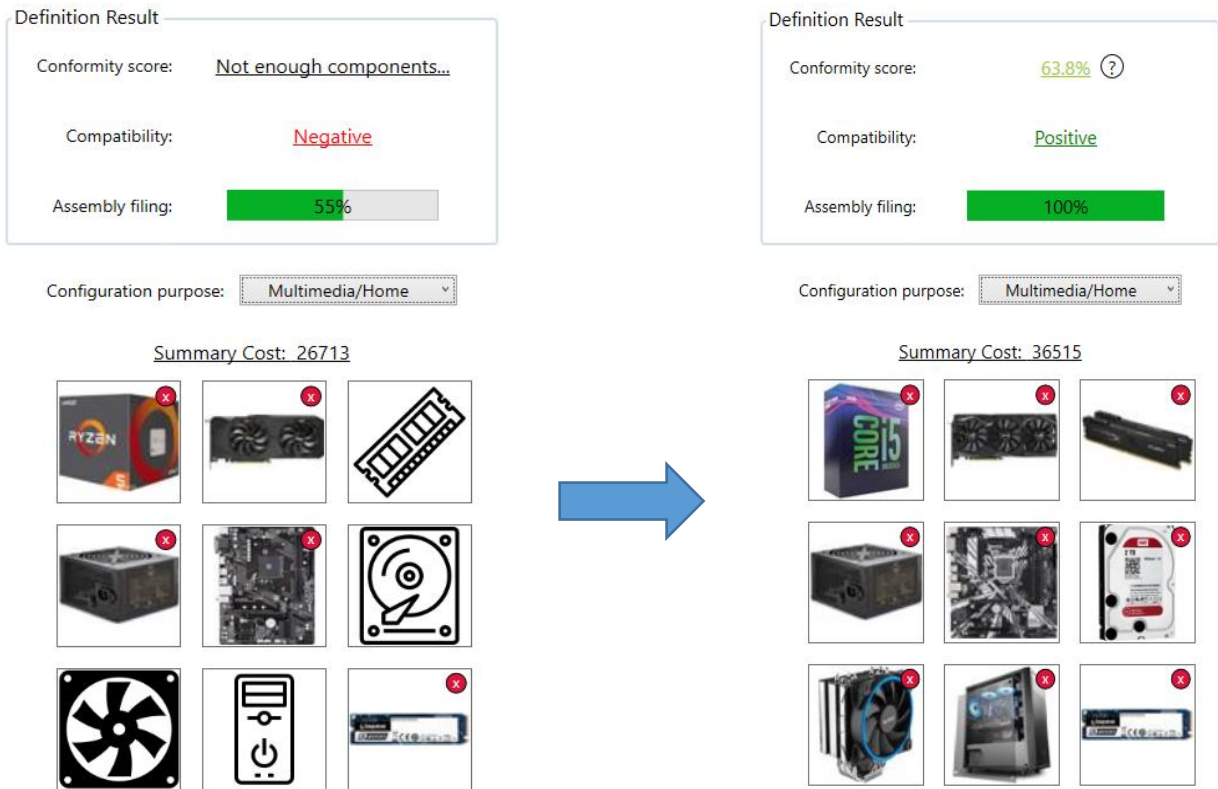 Definition Result
Conformity score: Not enough components...
Compatibility: Negative
Assembly filing: 55%
Configuration purpose: Multimedia/Home
Summary Cost: 26713
x
x
RYZEN
5
x
x
x
Definition Result
Conformity score: 63.8% ?
Compatibility: Positive
Assembly filing: 100%
Configuration purpose: Multimedia/Home
Summary Cost: 36515
x
x
x
CORE
i5
x
x
x
2 TB
x
x
x